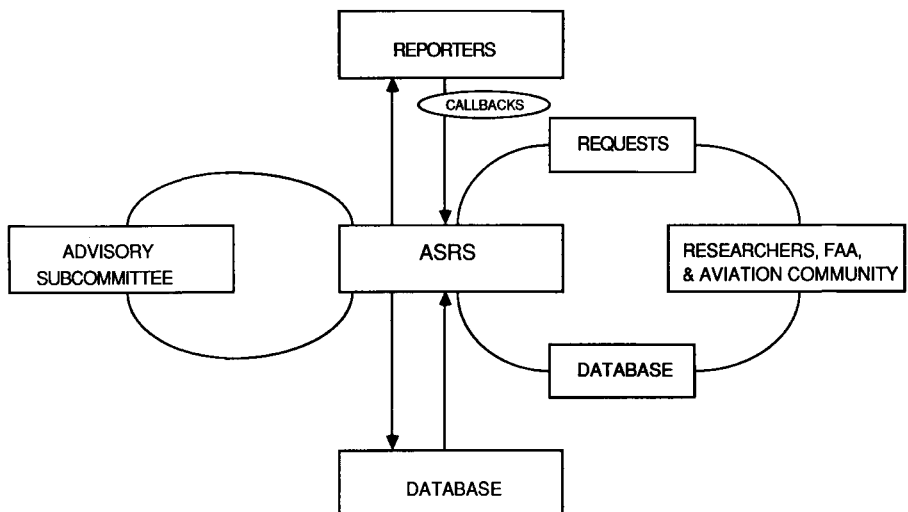 REPORTERS
CALLBACKS
REQUESTS
ADVISORY
SUBCOMMITTEE
ASRS
RESEARCHERS, FAA,
& AVIATION COMMUNITY
DATABASE
DATABASE